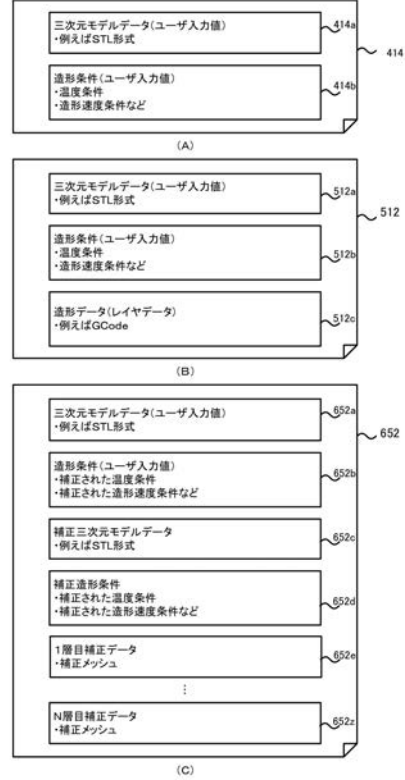 三次元モデルデータ(ユーザ入力値)
・例えばSTL形式
414a
414
造形条件(ユーザ入力値)
・温度条件
・造形速度条件など
414b
(A)
三次元モデルデータ(ユーザ入力値)
・例えばSTL形式
512a
512
造形条件(ユーザ入力値)
・温度条件
・造形速度条件など
512b
造形データ(レイヤデータ)
・例えばGCode
512c
(B)
三次元モデルデータ(ユーザ入力値)
・例えばSTL形式
652a
652
造形条件(ユーザ入力値)
・補正された温度条件
・補正された造形速度条件など
652b
補正三次元モデルデータ
・例えばSTL形式
652c
補正造形条件
・補正された温度条件
・補正された造形速度条件など
652d
1層目補正データ
・補正メッシュ
652e
⋮
N層目補正データ
・補正メッシュ
652z
(C)